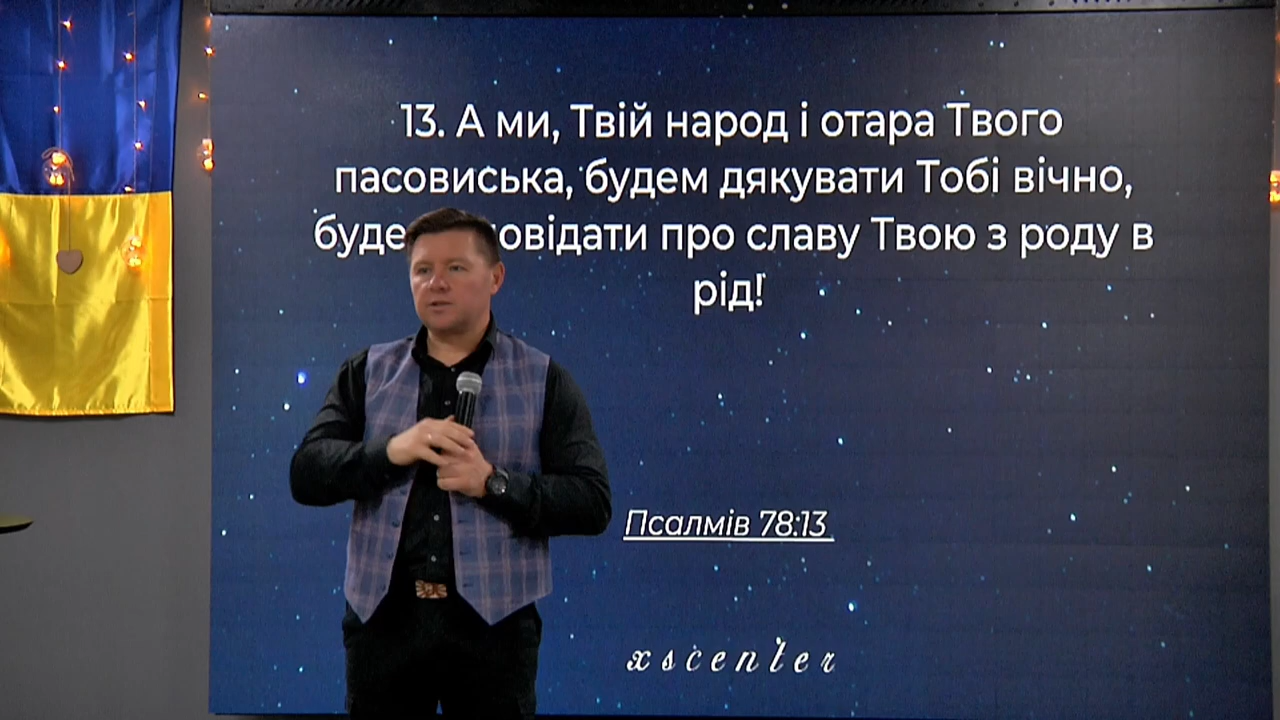 13. А ми, Твій народ і отара Твого
пасовиська, будем дякувати Тобі вічно,
про славу Твою з роду в
рід!
Псалмів 78:13
xscenter